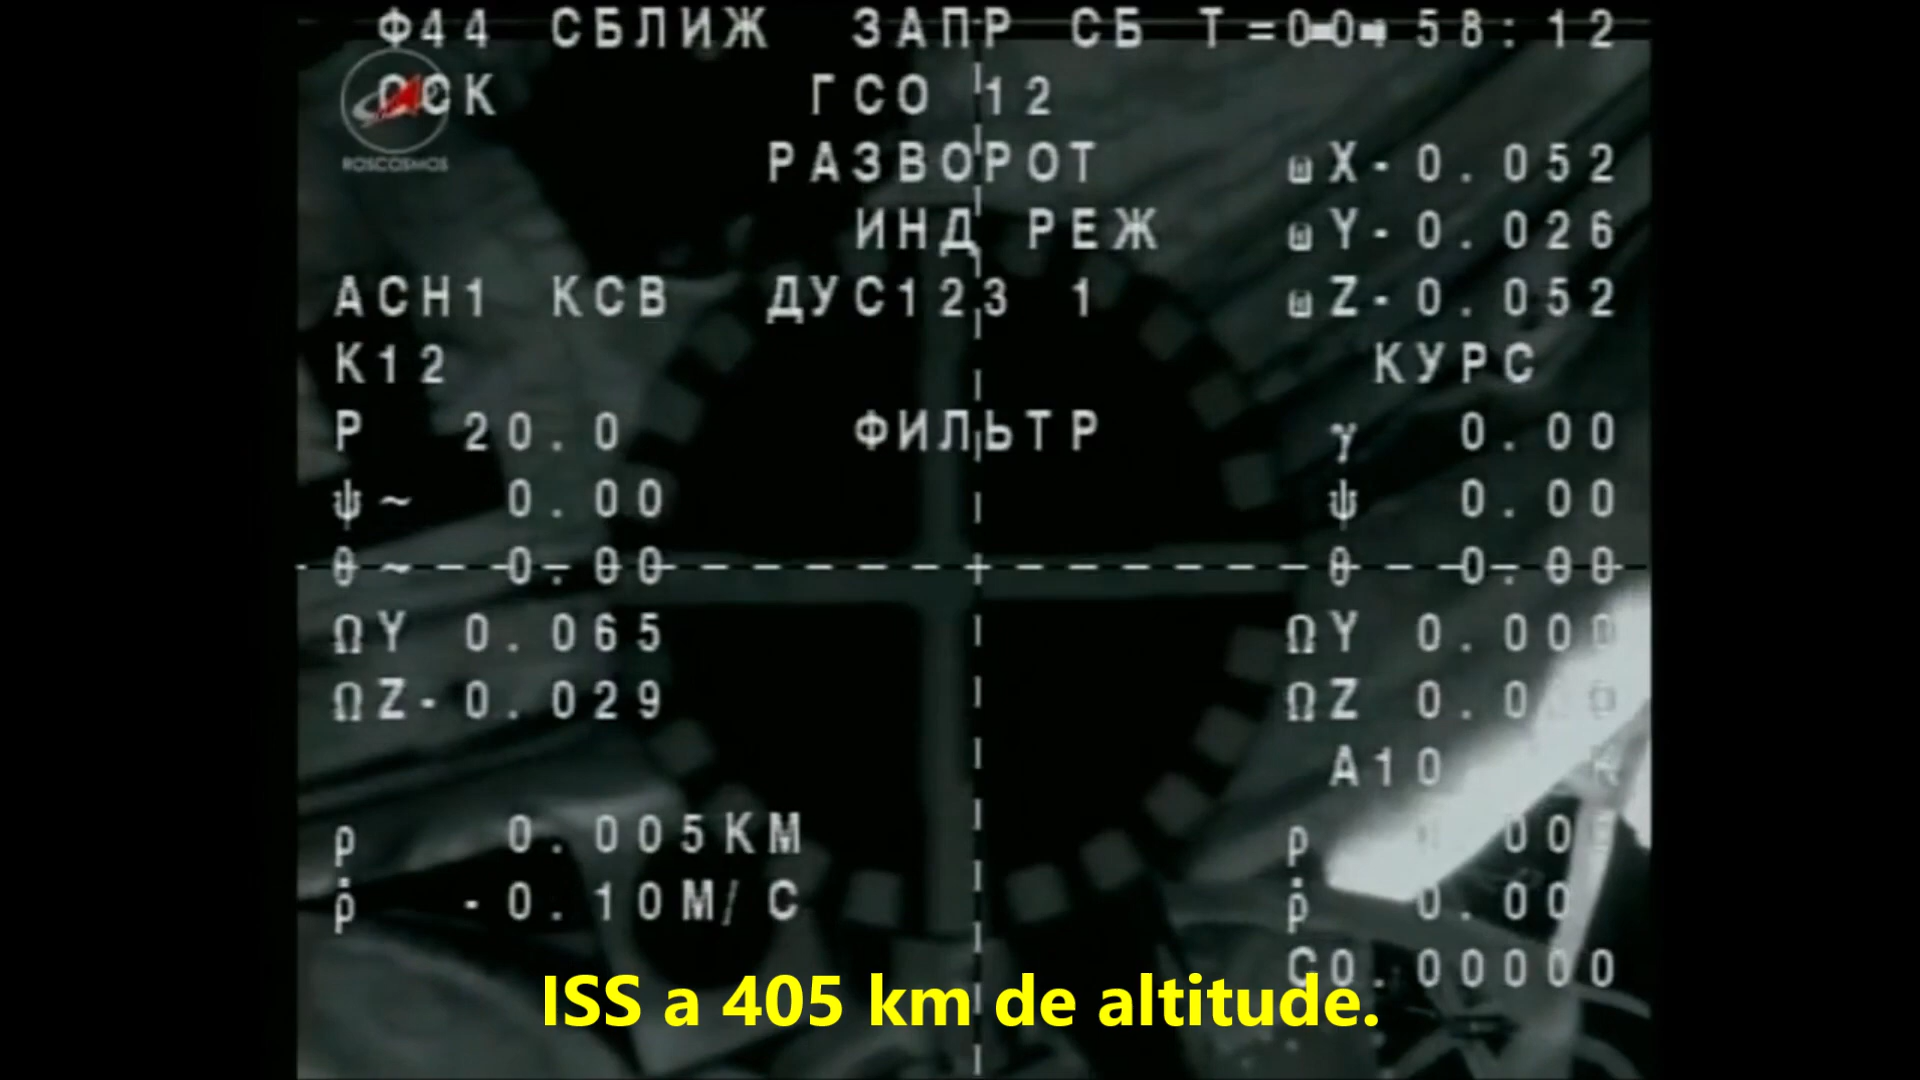 Ф44 СБЛИЖ ЗАПР СБ Т=00:58:12
ОСК ГСО 12
ROSCOSMOS
РАЗВОРОТ ωX-0.052
ИНД РЕЖ ωY-0.026
АСН1 КСВ ДУС123 1 ωZ-0.052
К12 КУРС
Р 20.0 ФИЛЬТР γ 0.00
ψ~ 0.00 ψ 0.00
θ~ 0.00 θ 0.00
ΩY 0.065 ΩZ-0.029
ΩY 0.000 ΩZ 0.0
А10
ρ 0.005КМ ρ 00
ρ̇ -0.10М/С ρ̇ 0.00
С0.00000
ISS a 405 km de altitude.